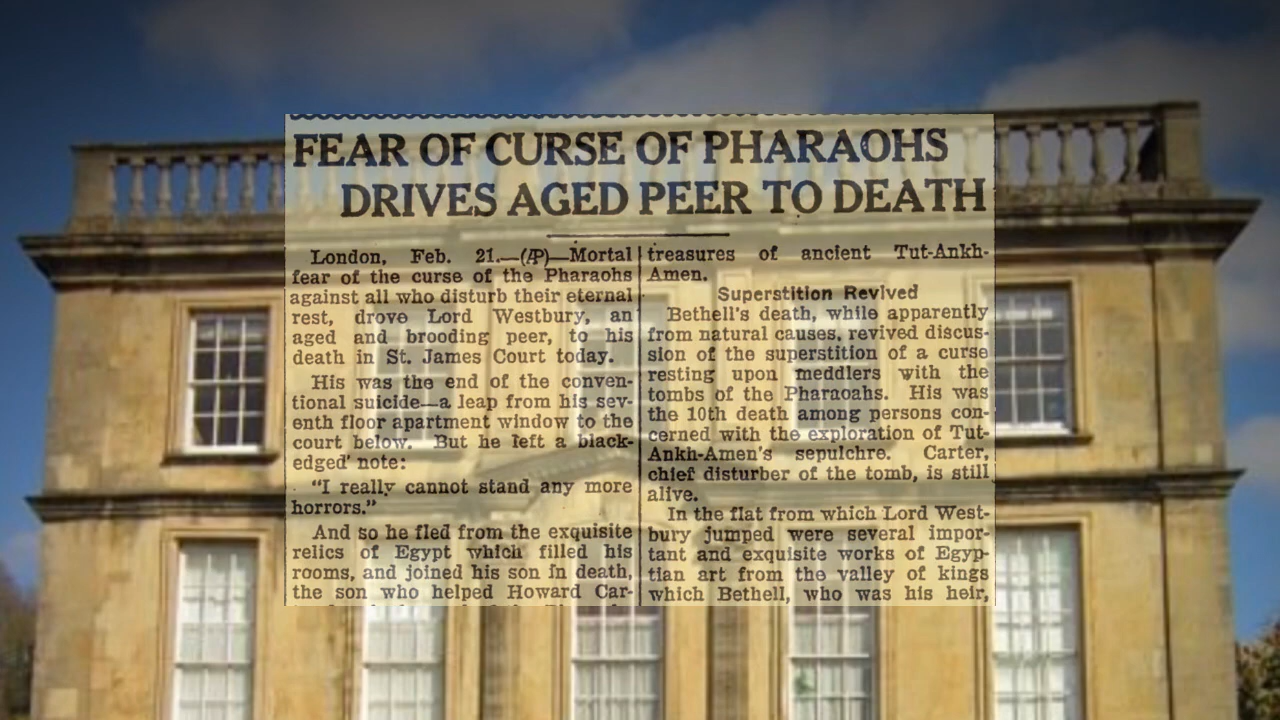 FEAR OF CURSE OF PHARAOHS
DRIVES AGED PEER TO DEATH
London, Feb. 21.—(AP)—Mortal
fear of the curse of the Pharaohs
against all who disturb their eternal
rest, drove Lord Westbury, an
aged and brooding peer, to his
death in St. James Court today.
His was the end of the conven-
tional suicide—a leap from his sev-
enth floor apartment window to the
court below. But he left a black-
edged' note:
"I really cannot stand any more
horrors."
And so he fled from the exquisite
relics of Egypt which filled his
rooms, and joined his son in death,
the son who helped Howard Car-
treasures of ancient Tut-Ankh-
Amen.
Superstition Revived
Bethell's death, while apparently
from natural causes, revived discus-
sion of the superstition of a curse
resting upon meddlers with the
tombs of the Pharaoahs. His was
the 10th death among persons con-
cerned with the exploration of Tut-
Ankh-Amen's sepulchre. Carter,
chief disturber of the tomb, is still
alive.
In the flat from which Lord West-
bury jumped were several impor-
tant and exquisite works of Egyp-
tian art from the valley of kings
which Bethell, who was his heir,